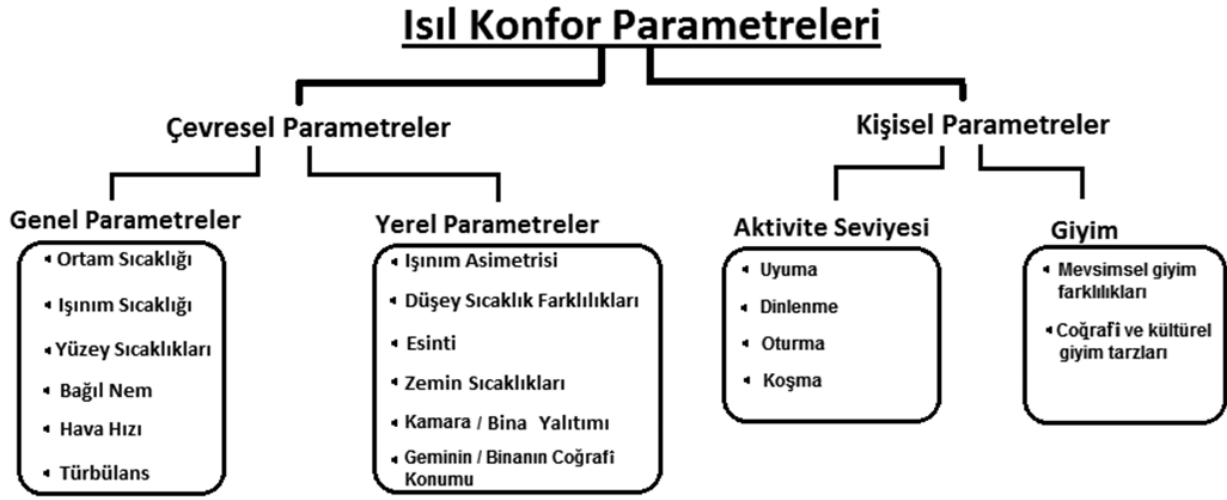 Isıl Konfor Parametreleri
Çevresel Parametreler
Kişisel Parametreler
Genel Parametreler
Ortam Sıcaklığı
Işınım Sıcaklığı
Yüzey Sıcaklıkları
Bağıl Nem
Hava Hızı
Türbülans
Yerel Parametreler
Işınım Asimetrisi
Düşey Sıcaklık Farklılıkları
Esinti
Zemin Sıcaklıkları
Kamara / Bina Yalıtımı
Geminin / Binanın Coğrafi
Konumu
Aktivite Seviyesi
Uyuma
Dinlenme
Oturma
Koşma
Giyim
Mevsimsel giyim
farklılıkları
Coğrafi ve kültürel
giyim tarzları